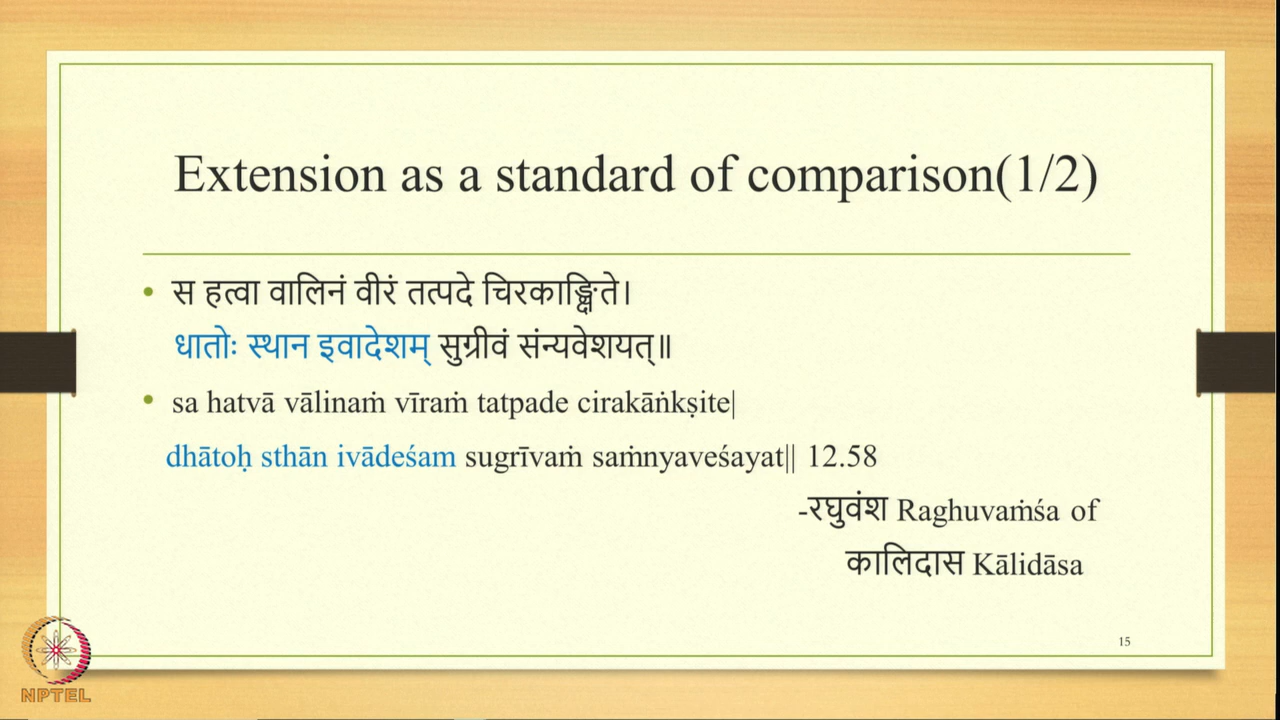 Extension as a standard of comparison(1/2)
• स हत्वा वालिनं वीरं तत्पदे चिरकाङ्क्षिते।
धातोः स्थान इवादेशम् सुग्रीवं संन्यवेशयत्॥
• sa hatvā vālinaṁ vīraṁ tatpade cirakāṅkṣite|
dhātoḥ sthān ivādeśam sugrīvaṁ saṁnyaveśayat|| 12.58
-रघुवंश Raghuvaṁśa of
कालिदास Kālidāsa
15
NPTEL